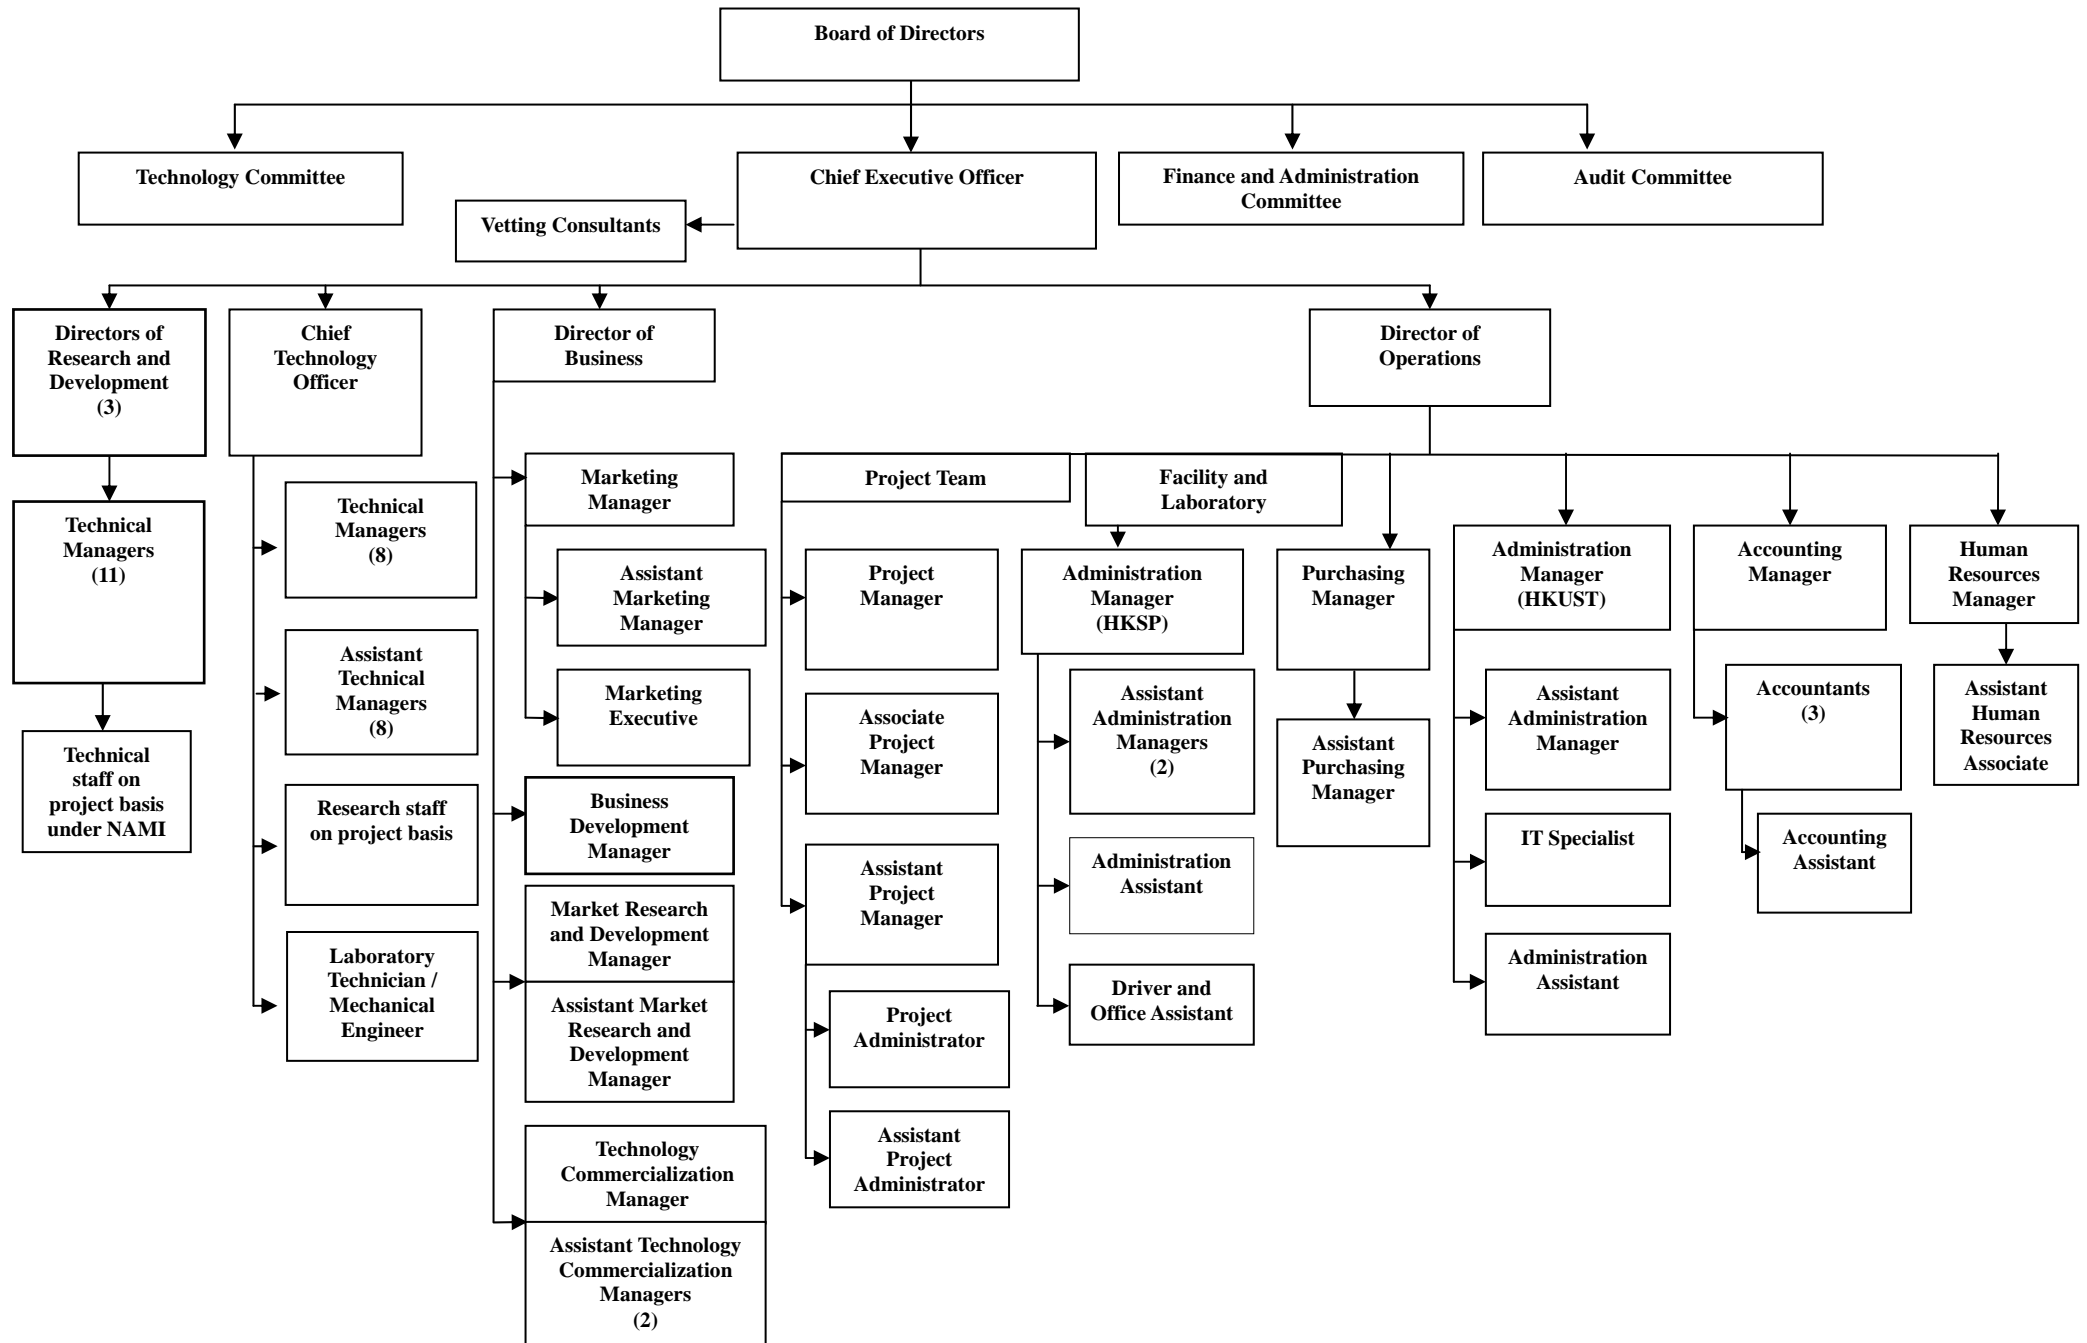 Board of Directors
Technology Committee
Chief Executive Officer
Finance and Administration
Committee
Audit Committee
Vetting Consultants
Directors of
Research and
Development
(3)
Chief
Technology
Officer
Director of
Business
Director of
Operations
Technical
Managers
(11)
Technical
staff on
project basis
under NAMI
Technical
Managers
(8)
Assistant
Technical
Managers
(8)
Research staff
on project basis
Laboratory
Technician /
Mechanical
Engineer
Marketing
Manager
Assistant
Marketing
Manager
Marketing
Executive
Business
Development
Manager
Market Research
and Development
Manager
Assistant Market
Research and
Development
Manager
Technology
Commercialization
Manager
Assistant Technology
Commercialization
Managers
(2)
Project Team
Project
Manager
Associate
Project
Manager
Assistant
Project
Manager
Project
Administrator
Assistant
Project
Administrator
Facility and
Laboratory
Administration
Manager
(HKSP)
Assistant
Administration
Managers
(2)
Administration
Assistant
Driver and
Office Assistant
Purchasing
Manager
Assistant
Purchasing
Manager
Administration
Manager
(HKUST)
Assistant
Administration
Manager
IT Specialist
Administration
Assistant
Accounting
Manager
Accountants
(3)
Accounting
Assistant
Human
Resources
Manager
Assistant
Human
Resources
Associate